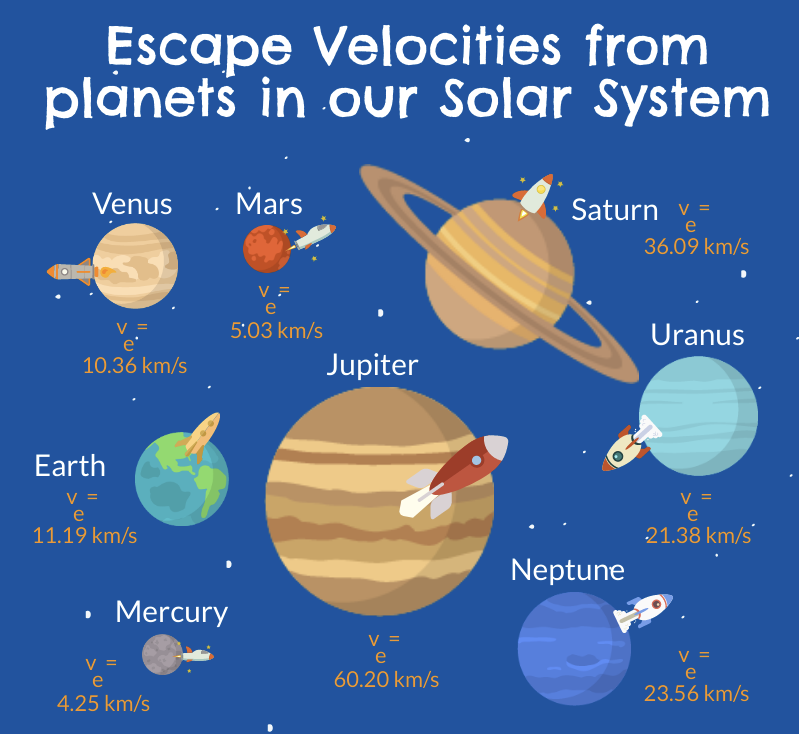 Escape Velocities from
planets in our Solar System
Venus
v =
e
10.36 km/s
Mars
v =
e
5.03 km/s
Saturn
v =
e
36.09 km/s
Jupiter
v =
e
60.20 km/s
Uranus
v =
e
21.38 km/s
Earth
v =
e
11.19 km/s
Neptune
v =
e
23.56 km/s
Mercury
v =
e
4.25 km/s